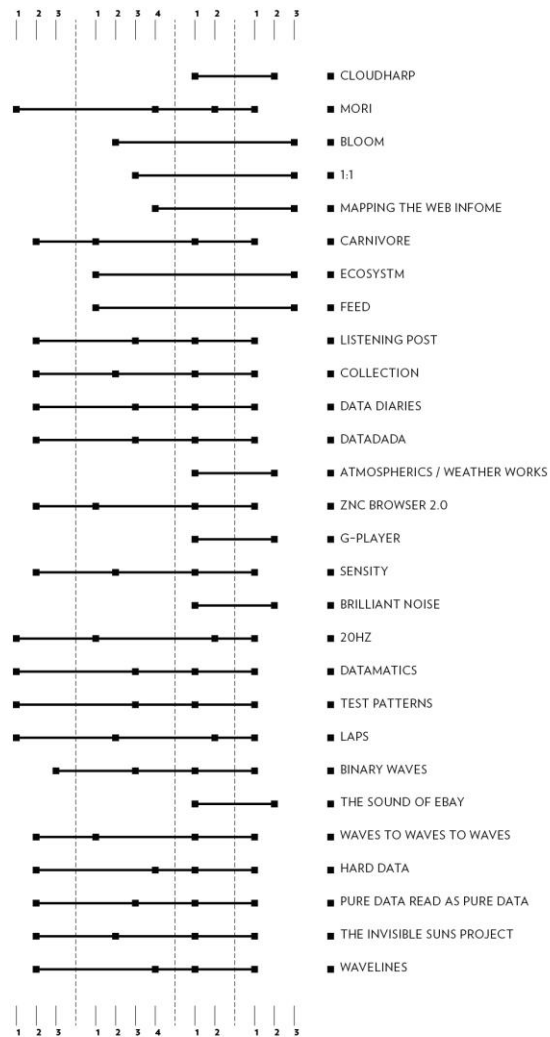 1 2 3 1 2 3 4 1 2 1 2 3
CLOUDHARP
MORI
BLOOM
1:1
MAPPING THE WEB INFOME
CARNIVORE
ECOSYSTM
FEED
LISTENING POST
COLLECTION
DATA DIARIES
DATADADA
ATMOSPHERICS / WEATHER WORKS
ZNC BROWSER 2.0
G-PLAYER
SENSITY
BRILLIANT NOISE
20HZ
DATAMATICS
TEST PATTERNS
LAPS
BINARY WAVES
THE SOUND OF EBAY
WAVES TO WAVES TO WAVES
HARD DATA
PURE DATA READ AS PURE DATA
THE INVISIBLE SUNS PROJECT
WAVELINES
1 2 3 1 2 3 4 1 2 1 2 3